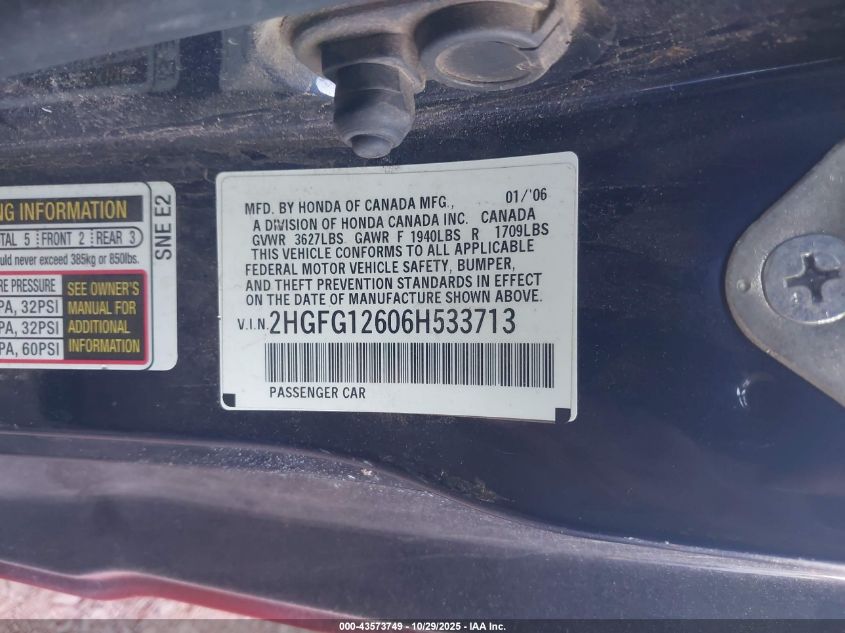 NG INFORMATION
TAL 5 FRONT 2 REAR 3
uld never exceed 385kg or 850lbs.
RE PRESSURE
PA, 32PSI
PA, 32PSI
PA, 60PSI
SEE OWNER'S
MANUAL FOR
ADDITIONAL
INFORMATION
SNE E2
MFD. BY HONDA OF CANADA MFG., 01/'06
A DIVISION OF HONDA CANADA INC. CANADA
GVWR 3627LBS GAWR F 1940LBS R 1709LBS
THIS VEHICLE CONFORMS TO ALL APPLICABLE
FEDERAL MOTOR VEHICLE SAFETY, BUMPER,
AND THEFT PREVENTION STANDARDS IN EFFECT
ON THE DATE OF MANUFACTURE SHOWN ABOVE.
V.I.N. 2HGFG12606H533713
PASSENGER CAR
000-43573749 - 10/29/2025 - IAA Inc.